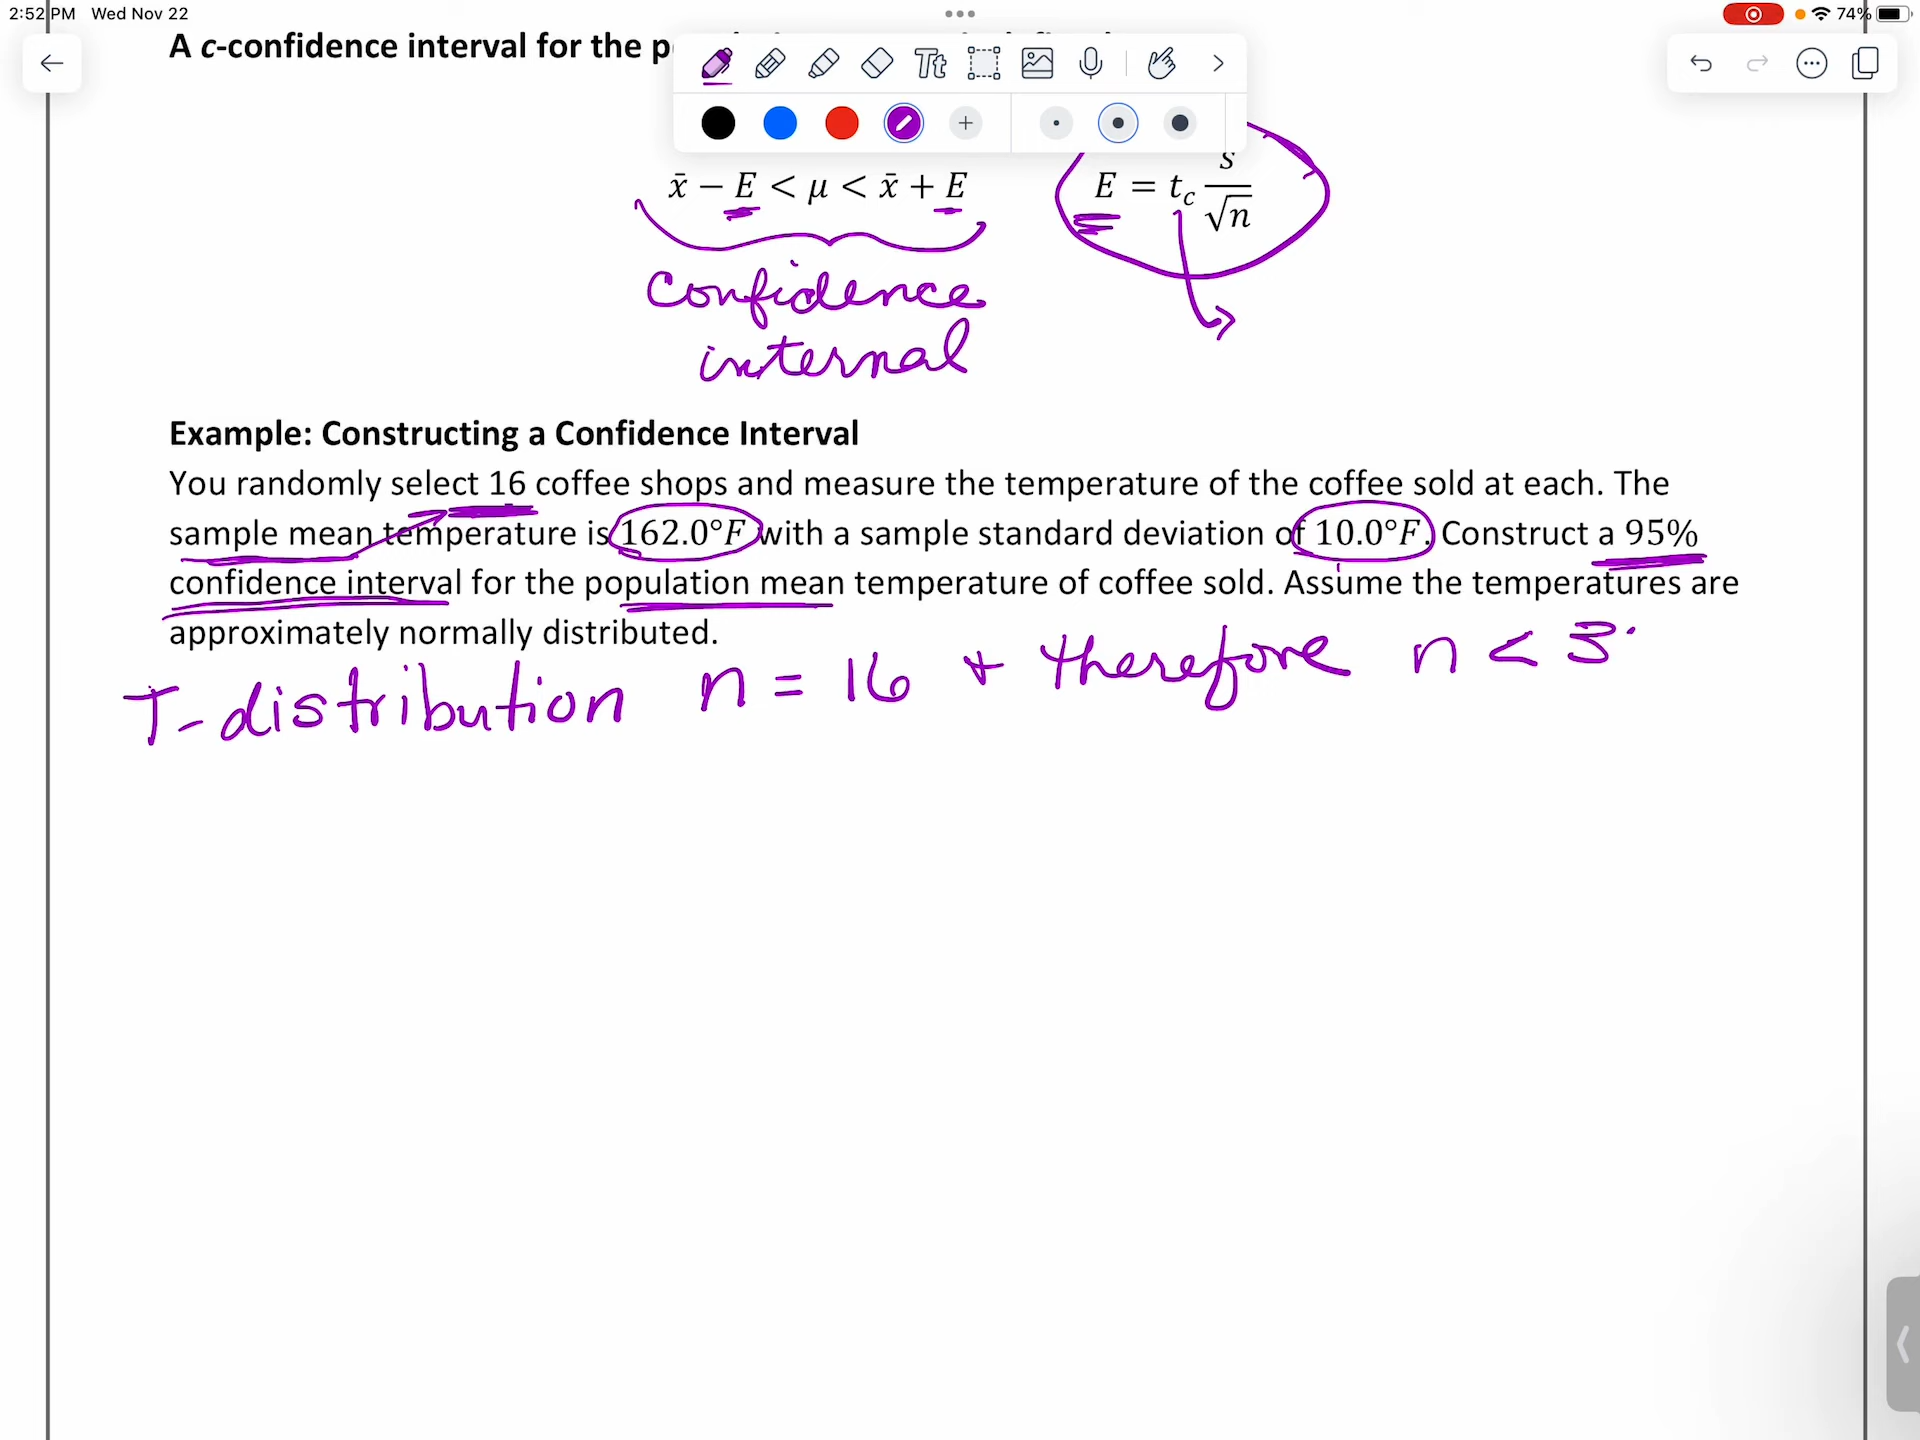 2:52 PM Wed Nov 22
74%
A c-confidence interval for the p
Tt
x̄ − E < μ < x̄ + E
E = t_c s/√n
confidence
internal
Example: Constructing a Confidence Interval
You randomly select 16 coffee shops and measure the temperature of the coffee sold at each. The
sample mean temperature is 162.0°F with a sample standard deviation of 10.0°F. Construct a 95%
confidence interval for the population mean temperature of coffee sold. Assume the temperatures are
approximately normally distributed.
T-distribution n = 16 + therefore n < 3